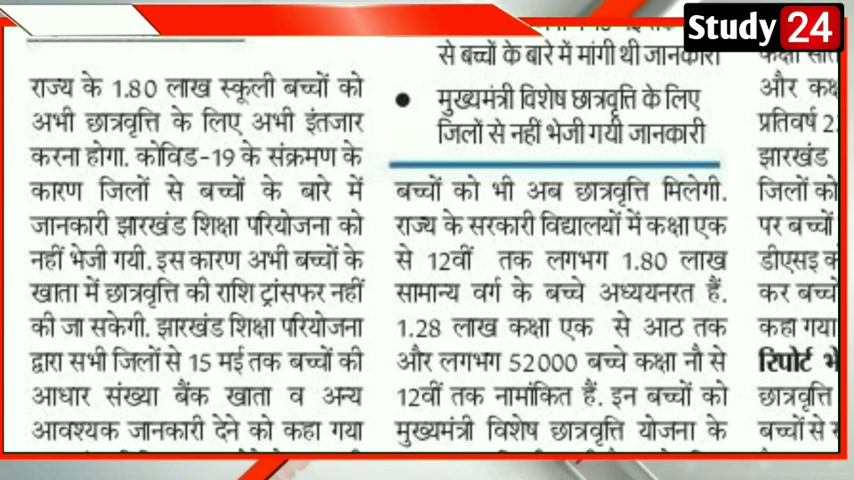 Study 24
राज्य के 1.80 लाख स्कूली बच्चों को
अभी छात्रवृत्ति के लिए अभी इंतजार
करना होगा. कोविड-19 के संक्रमण के
कारण जिलों से बच्चों के बारे में
जानकारी झारखंड शिक्षा परियोजना को
नहीं भेजी गयी. इस कारण अभी बच्चों के
खाता में छात्रवृत्ति की राशि ट्रांसफर नहीं
की जा सकेगी. झारखंड शिक्षा परियोजना
द्वारा सभी जिलों से 15 मई तक बच्चों की
आधार संख्या बैंक खाता व अन्य
आवश्यक जानकारी देने को कहा गया
से बच्चों के बारे में मांगी थी जानकारी
● मुख्यमंत्री विशेष छात्रवृत्ति के लिए
जिलों से नहीं भेजी गयी जानकारी
बच्चों को भी अब छात्रवृत्ति मिलेगी.
राज्य के सरकारी विद्यालयों में कक्षा एक
से 12वीं तक लगभग 1.80 लाख
सामान्य वर्ग के बच्चे अध्ययनरत हैं.
1.28 लाख कक्षा एक से आठ तक
और लगभग 52000 बच्चे कक्षा नौ से
12वीं तक नामांकित हैं. इन बच्चों को
मुख्यमंत्री विशेष छात्रवृत्ति योजना के
कक्षा सात
और कक्ष
प्रतिवर्ष 2
झारखंड
जिलों को
पर बच्चों
डीएसइ
कर बच्चे
कहा गया
रिपोर्ट
छात्रवृत्ति
बच्चों से